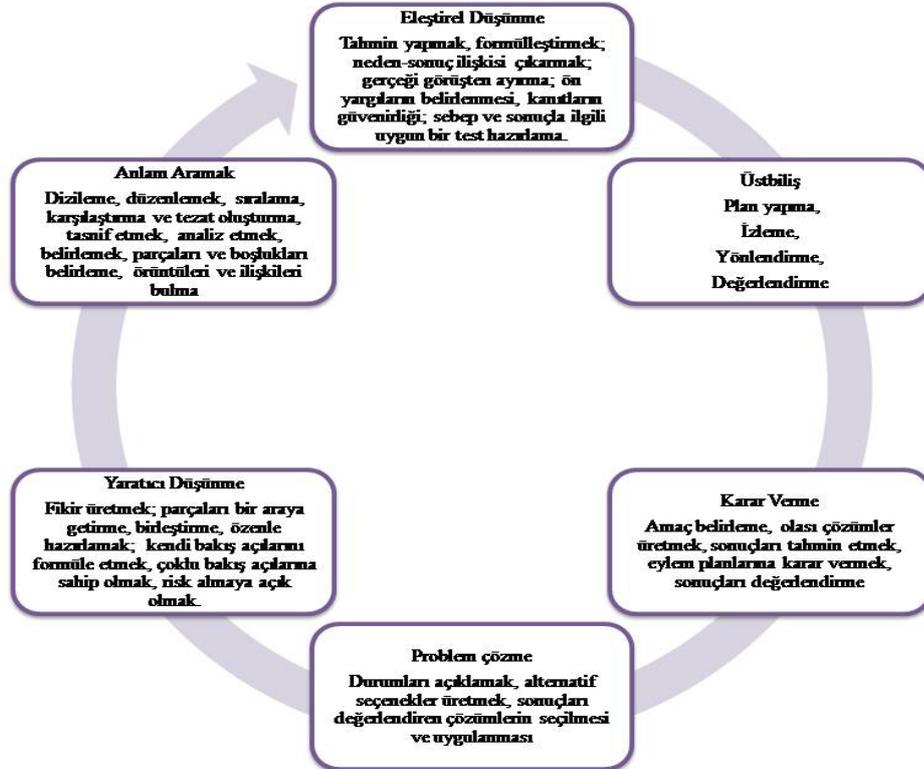 Eleştirel Düşünme
Tahmin yapmak, formülleştirmek;
neden-sonuç ilişkisi çıkarmak;
gerçeği görüşten ayırma; ön
yargıların belirlenmesi, kanıtların
güvenirliği; sebep ve sonuçla ilgili
uygun bir test hazırlama.
Üstbiliş
Plan yapma,
İzleme,
Yönlendirme,
Değerlendirme
Karar Verme
Amaç belirleme, olası çözümler
üretmek, sonuçları tahmin etmek,
eylem planlarına karar vermek,
sonuçları değerlendirme
Problem çözme
Durumları açıklamak, alternatif
seçenekler üretmek, sonuçları
değerlendiren çözümlerin seçilmesi
ve uygulanması
Yaratıcı Düşünme
Fikir üretmek; parçaları bir araya
getirme, birleştirme, özenle
hazırlamak; kendi bakış açılarını
formüle etmek, çoklu bakış açılarına
sahip olmak, risk almaya açık
olmak.
Anlam Aramak
Dizileme, düzenlemek, sıralama,
karşılaştırma ve tezat oluşturma,
tasnif etmek, analiz etmek,
belirlemek, parçaları ve boşlukları
belirleme, örüntüleri ve ilişkileri
bulma